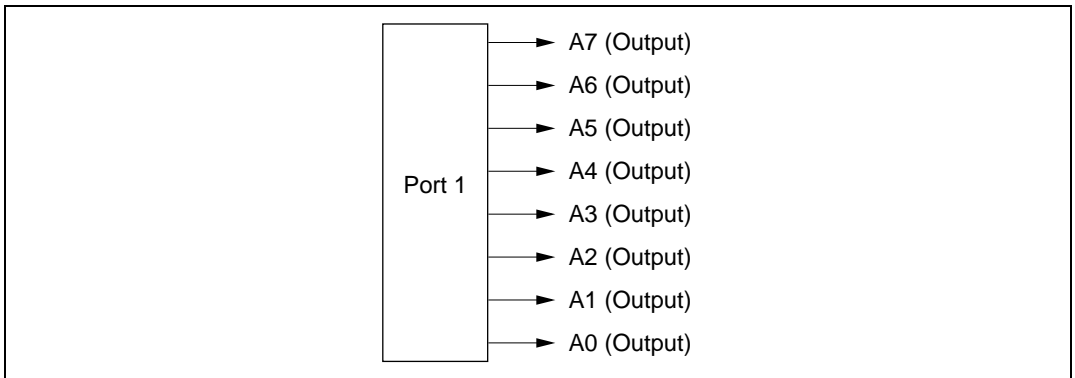 A7 (Output)
A6 (Output)
A5 (Output)
A4 (Output)
Port 1
A3 (Output)
A2 (Output)
A1 (Output)
A0 (Output)